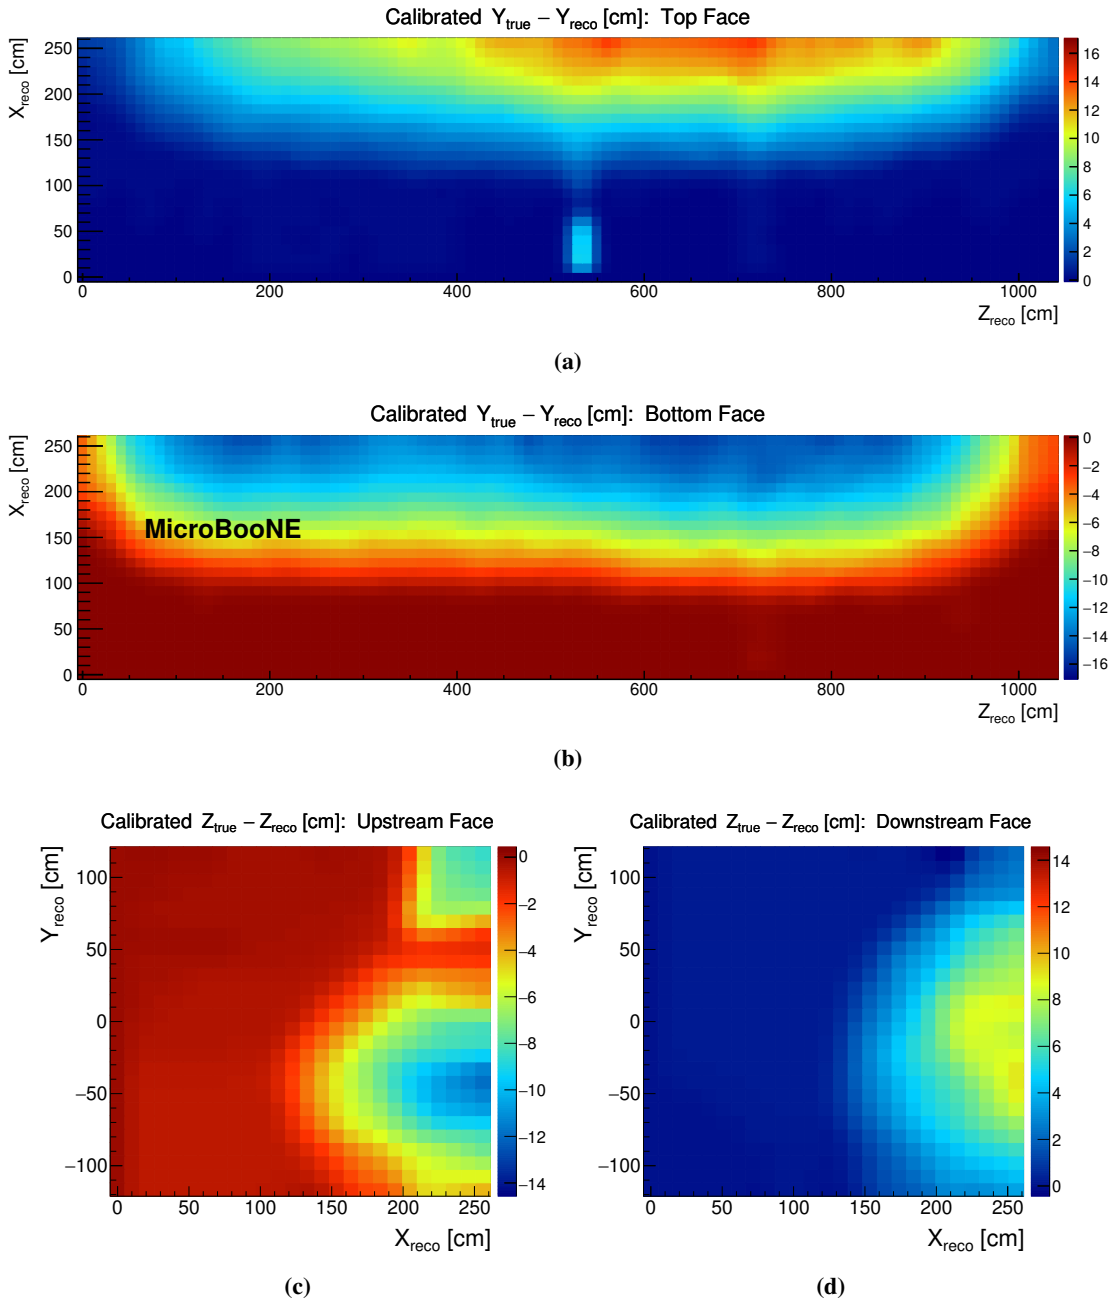 Calibrated Y_true − Y_reco [cm]: Top Face
X_reco [cm]
250
200
150
100
50
0
0 200 400 600 800 1000
Z_reco [cm]
16
14
12
10
8
6
4
2
0
(a)
Calibrated Y_true − Y_reco [cm]: Bottom Face
X_reco [cm]
250
200
150
100
50
0
MicroBooNE
0 200 400 600 800 1000
Z_reco [cm]
0
−2
−4
−6
−8
−10
−12
−14
−16
(b)
Calibrated Z_true − Z_reco [cm]: Upstream Face
Y_reco [cm]
100
50
0
−50
−100
0 50 100 150 200 250
X_reco [cm]
0
−2
−4
−6
−8
−10
−12
−14
(c)
Calibrated Z_true − Z_reco [cm]: Downstream Face
Y_reco [cm]
100
50
0
−50
−100
0 50 100 150 200 250
X_reco [cm]
14
12
10
8
6
4
2
0
(d)